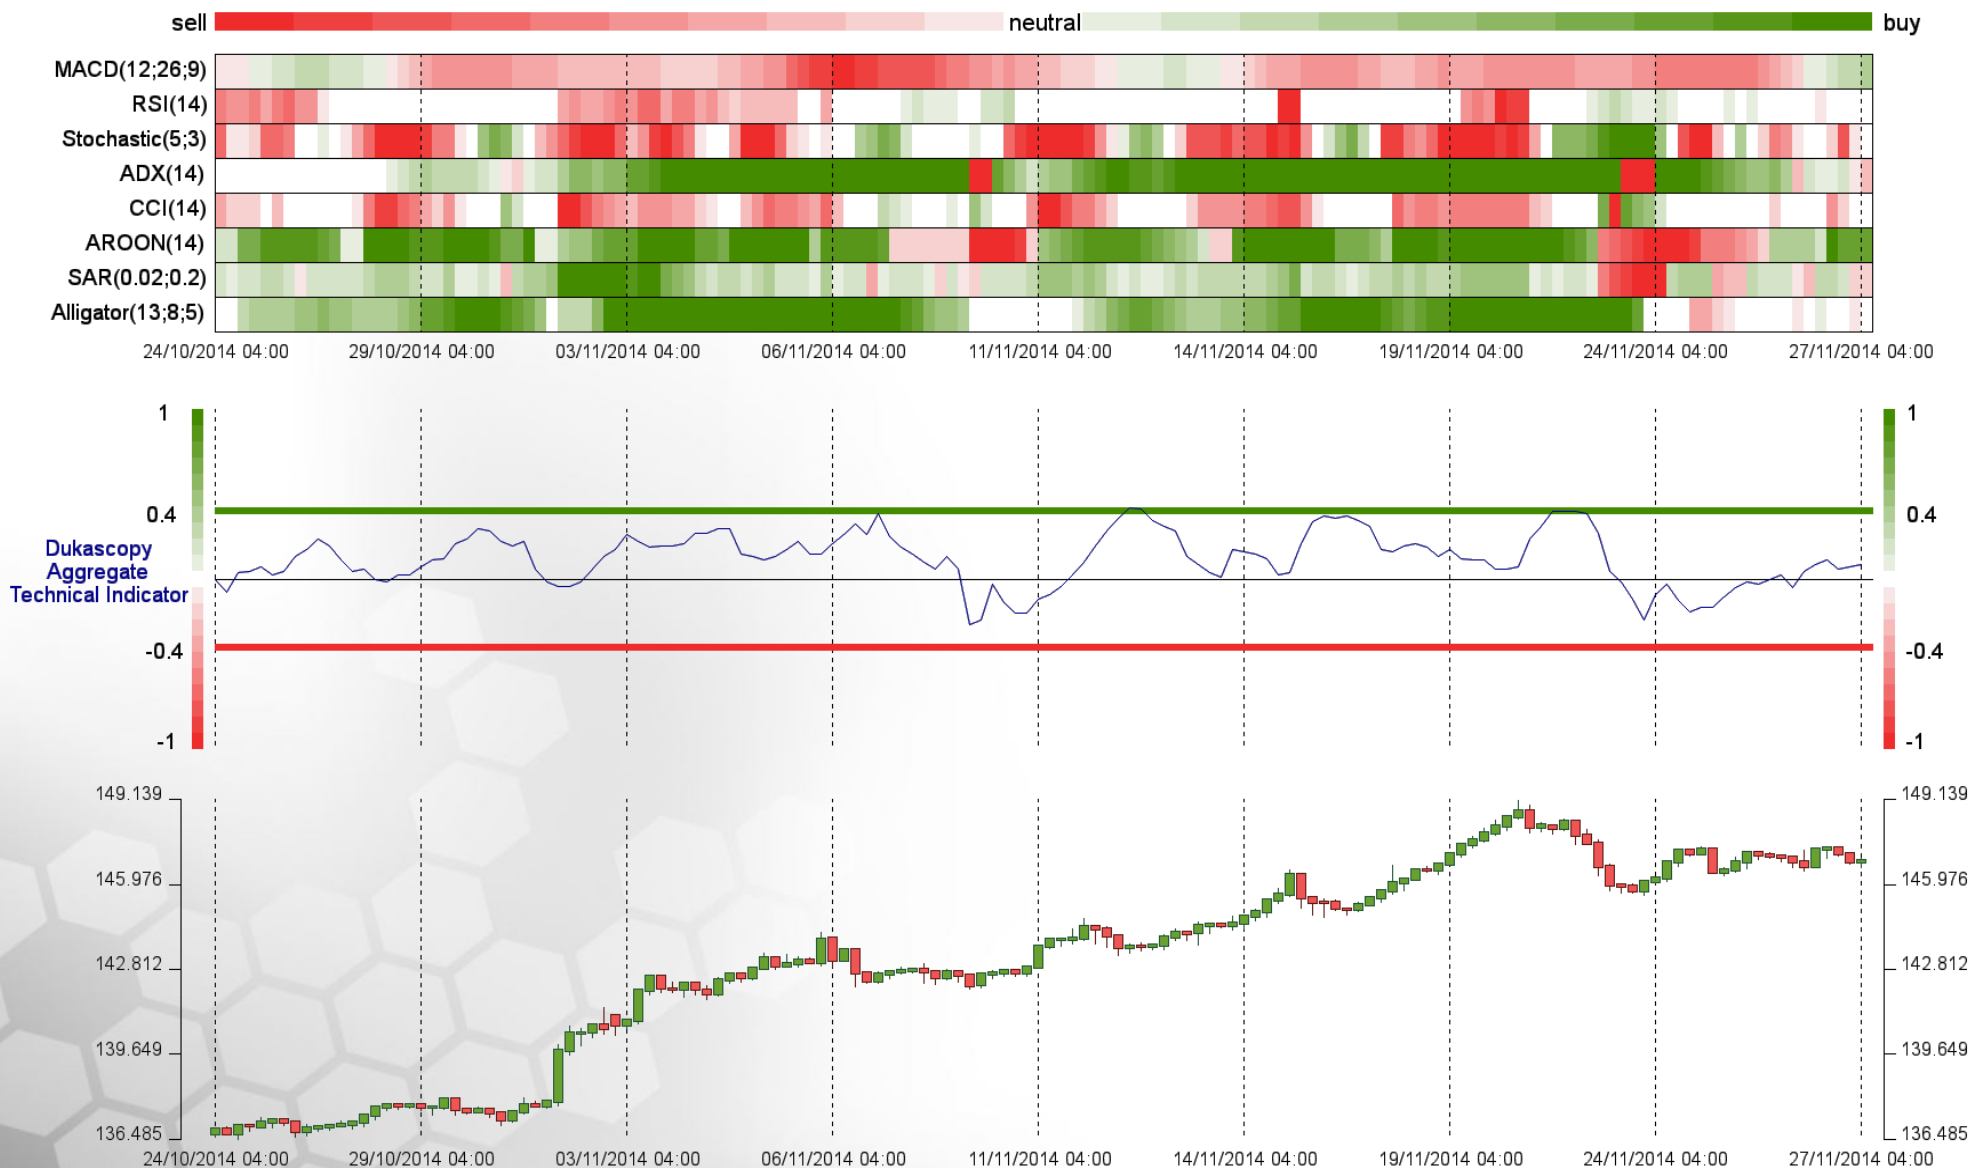 sell neutral buy
MACD(12;26;9)
RSI(14)
Stochastic(5;3)
ADX(14)
CCI(14)
AROON(14)
SAR(0.02;0.2)
Alligator(13;8;5)
24/10/2014 04:00 29/10/2014 04:00 03/11/2014 04:00 06/11/2014 04:00 11/11/2014 04:00 14/11/2014 04:00 19/11/2014 04:00 24/11/2014 04:00 27/11/2014 04:00
1 1
0.4 0.4
Dukascopy
Aggregate
Technical Indicator
-0.4 -0.4
-1 -1
149.139 149.139
145.976 145.976
142.812 142.812
139.649 139.649
136.485 136.485
24/10/2014 04:00 29/10/2014 04:00 03/11/2014 04:00 06/11/2014 04:00 11/11/2014 04:00 14/11/2014 04:00 19/11/2014 04:00 24/11/2014 04:00 27/11/2014 04:00